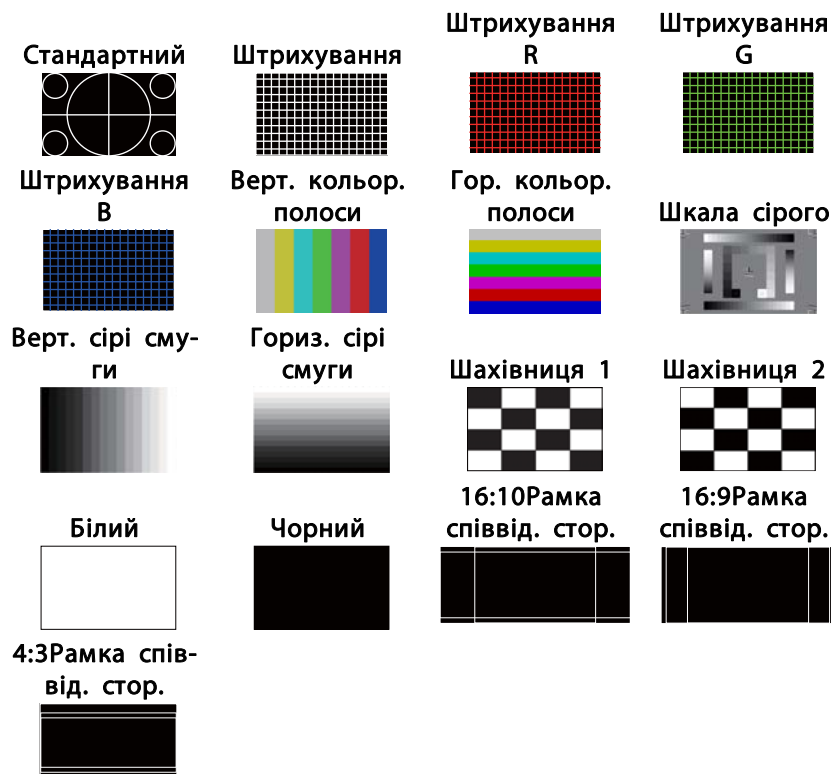 Стандартний
Штрихування
Штрихування
R
Штрихування
G
Штрихування
B
Верт. кольор.
полоси
Гор. кольор.
полоси
Шкала сірого
Верт. сірі сму-
ги
Гориз. сірі
смуги
Шахівниця 1
Шахівниця 2
Білий
Чорний
16:10Рамка
співвід. стор.
16:9Рамка
співвід. стор.
4:3Рамка спів-
від. стор.